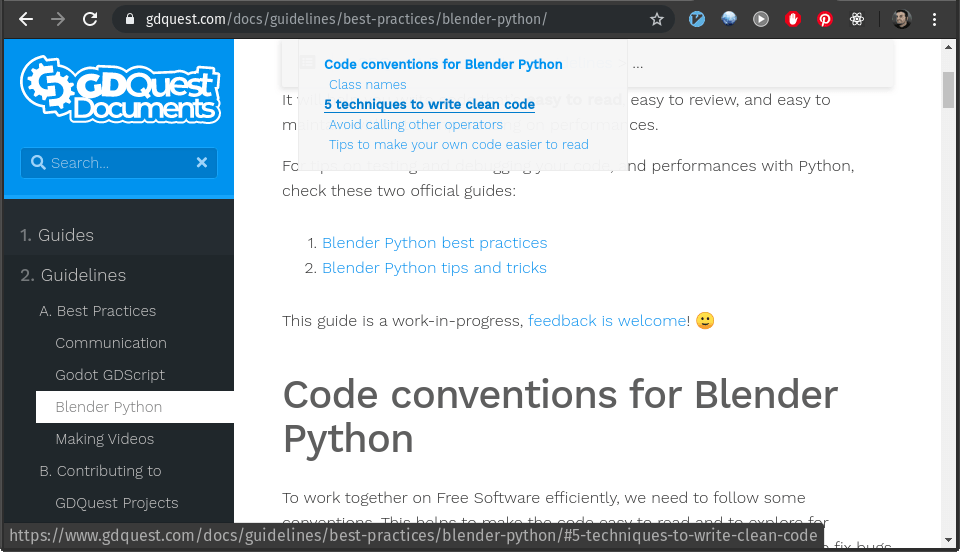 gdquest.com/docs/guidelines/best-practices/blender-python/
GDQuest
Documents
Search...
1. Guides
2. Guidelines
A. Best Practices
Communication
Godot GDScript
Blender Python
Making Videos
B. Contributing to
GDQuest Projects
Code conventions for Blender Python
Class names
5 techniques to write clean code
Avoid calling other operators
Tips to make your own code easier to read
...
It easy to read, easy to review, and easy to
performances.
For and debugging your code, and performances with Python,
check these two official guides:
1. Blender Python best practices
2. Blender Python tips and tricks
This guide is a work-in-progress, feedback is welcome! 🙂
Code conventions for Blender
Python
To work together on Free Software efficiently, we need to follow some
conventions. This helps to make the code easy to read and to explore for
fix bugs
https://www.gdquest.com/docs/guidelines/best-practices/blender-python/#5-techniques-to-write-clean-code